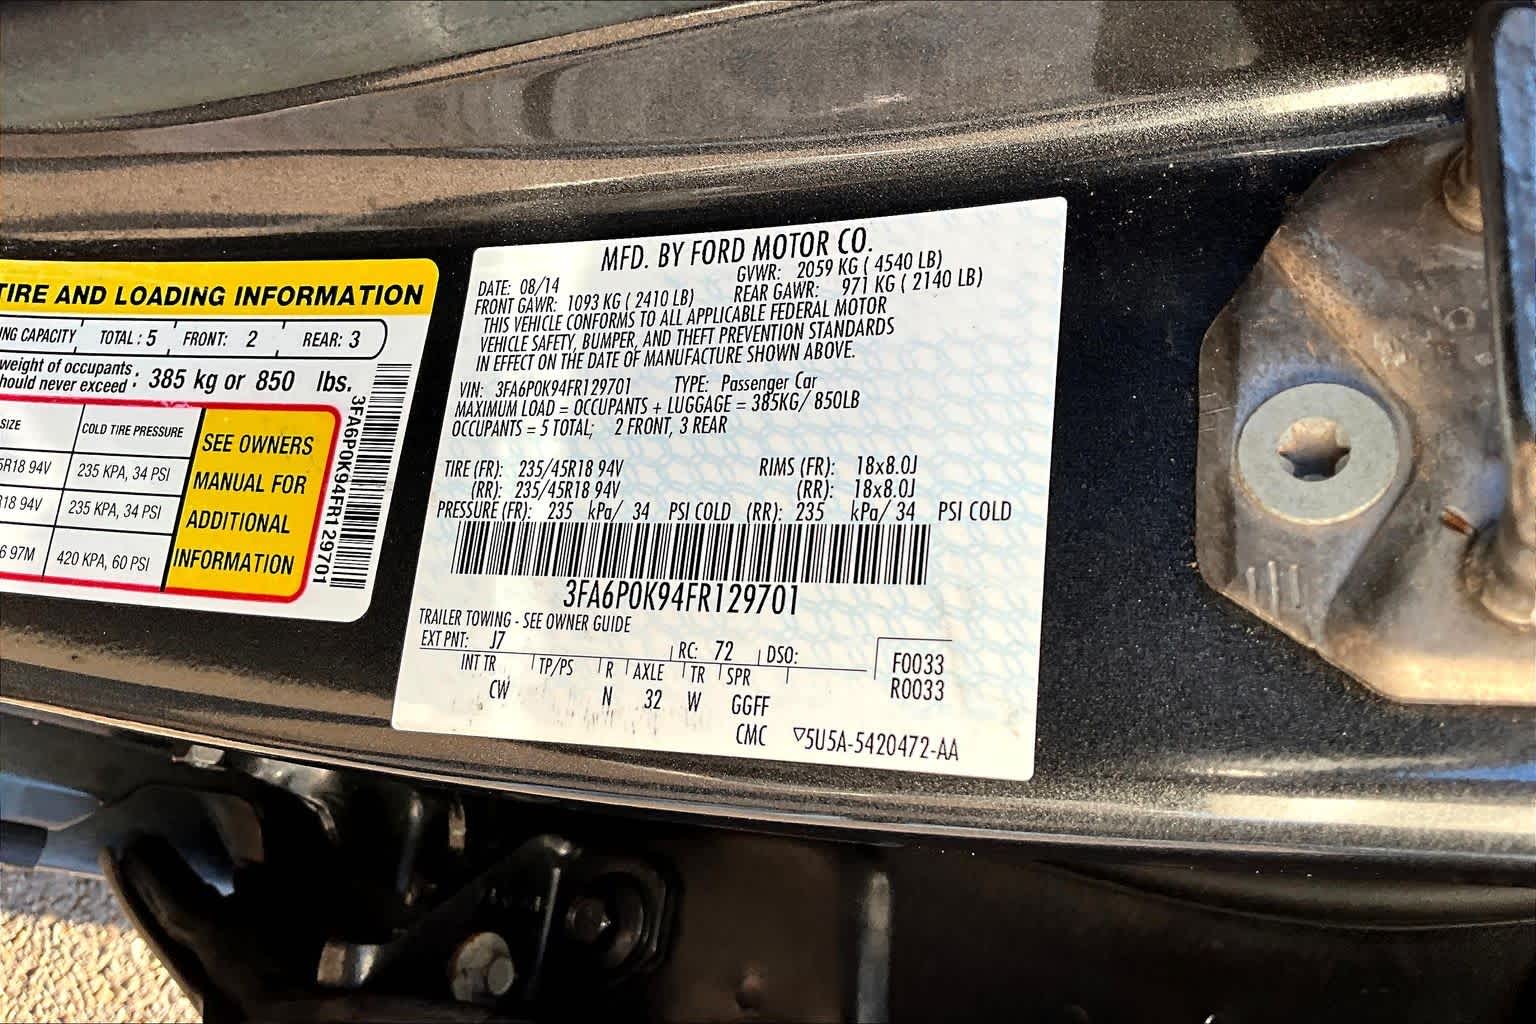 TIRE AND LOADING INFORMATION
NG CAPACITY TOTAL : 5 FRONT: 2 REAR: 3
weight of occupants
hould never exceed : 385 kg or 850 lbs.
SIZE COLD TIRE PRESSURE
5R18 94V 235 KPA, 34 PSI
R18 94V 235 KPA, 34 PSI
6 97M 420 KPA, 60 PSI
SEE OWNERS
MANUAL FOR
ADDITIONAL
INFORMATION
3FA6P0K94FR129701
MFD. BY FORD MOTOR CO.
DATE: 08/14 GVWR: 2059 KG ( 4540 LB)
FRONT GAWR: 1093 KG ( 2410 LB) REAR GAWR: 971 KG ( 2140 LB)
THIS VEHICLE CONFORMS TO ALL APPLICABLE FEDERAL MOTOR
VEHICLE SAFETY, BUMPER, AND THEFT PREVENTION STANDARDS
IN EFFECT ON THE DATE OF MANUFACTURE SHOWN ABOVE.
VIN: 3FA6P0K94FR129701 TYPE: Passenger Car
MAXIMUM LOAD = OCCUPANTS + LUGGAGE = 385KG/ 850LB
OCCUPANTS = 5 TOTAL; 2 FRONT, 3 REAR
TIRE (FR): 235/45R18 94V RIMS (FR): 18x8.0J
(RR): 235/45R18 94V (RR): 18x8.0J
PRESSURE (FR): 235 kPa/ 34 PSI COLD (RR): 235 kPa/ 34 PSI COLD
3FA6P0K94FR129701
TRAILER TOWING - SEE OWNER GUIDE
EXT PNT: J7 RC: 72 DSO: F0033
INT TR TP/PS R AXLE TR SPR R0033
CW N 32 W GGFF
CMC ▽5U5A-5420472-AA